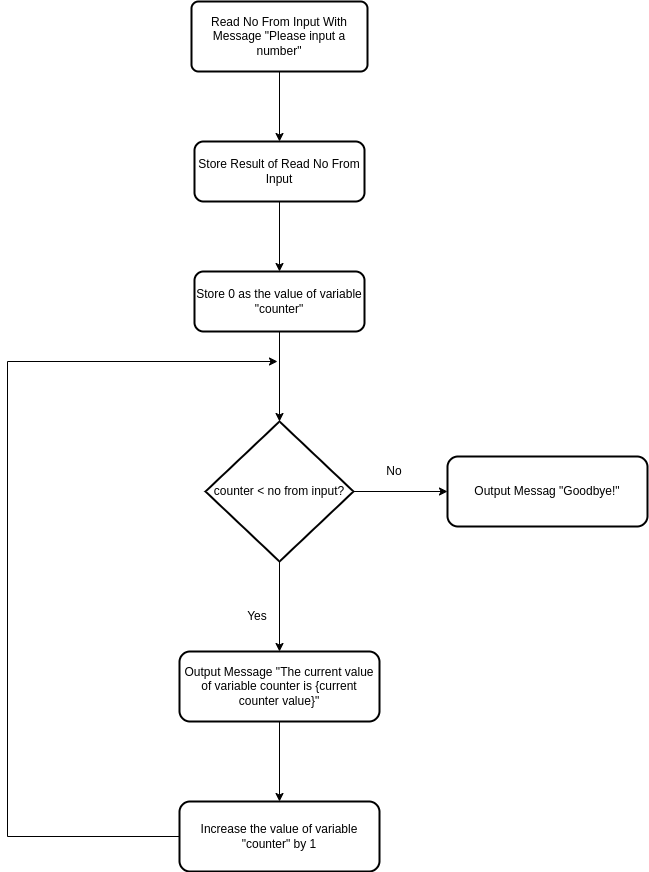 Read No From Input With
Message "Please input a
number"
Store Result of Read No From
Input
Store 0 as the value of variable
"counter"
counter < no from input?
No
Output Messag "Goodbye!"
Yes
Output Message "The current value
of variable counter is {current
counter value}"
Increase the value of variable
"counter" by 1